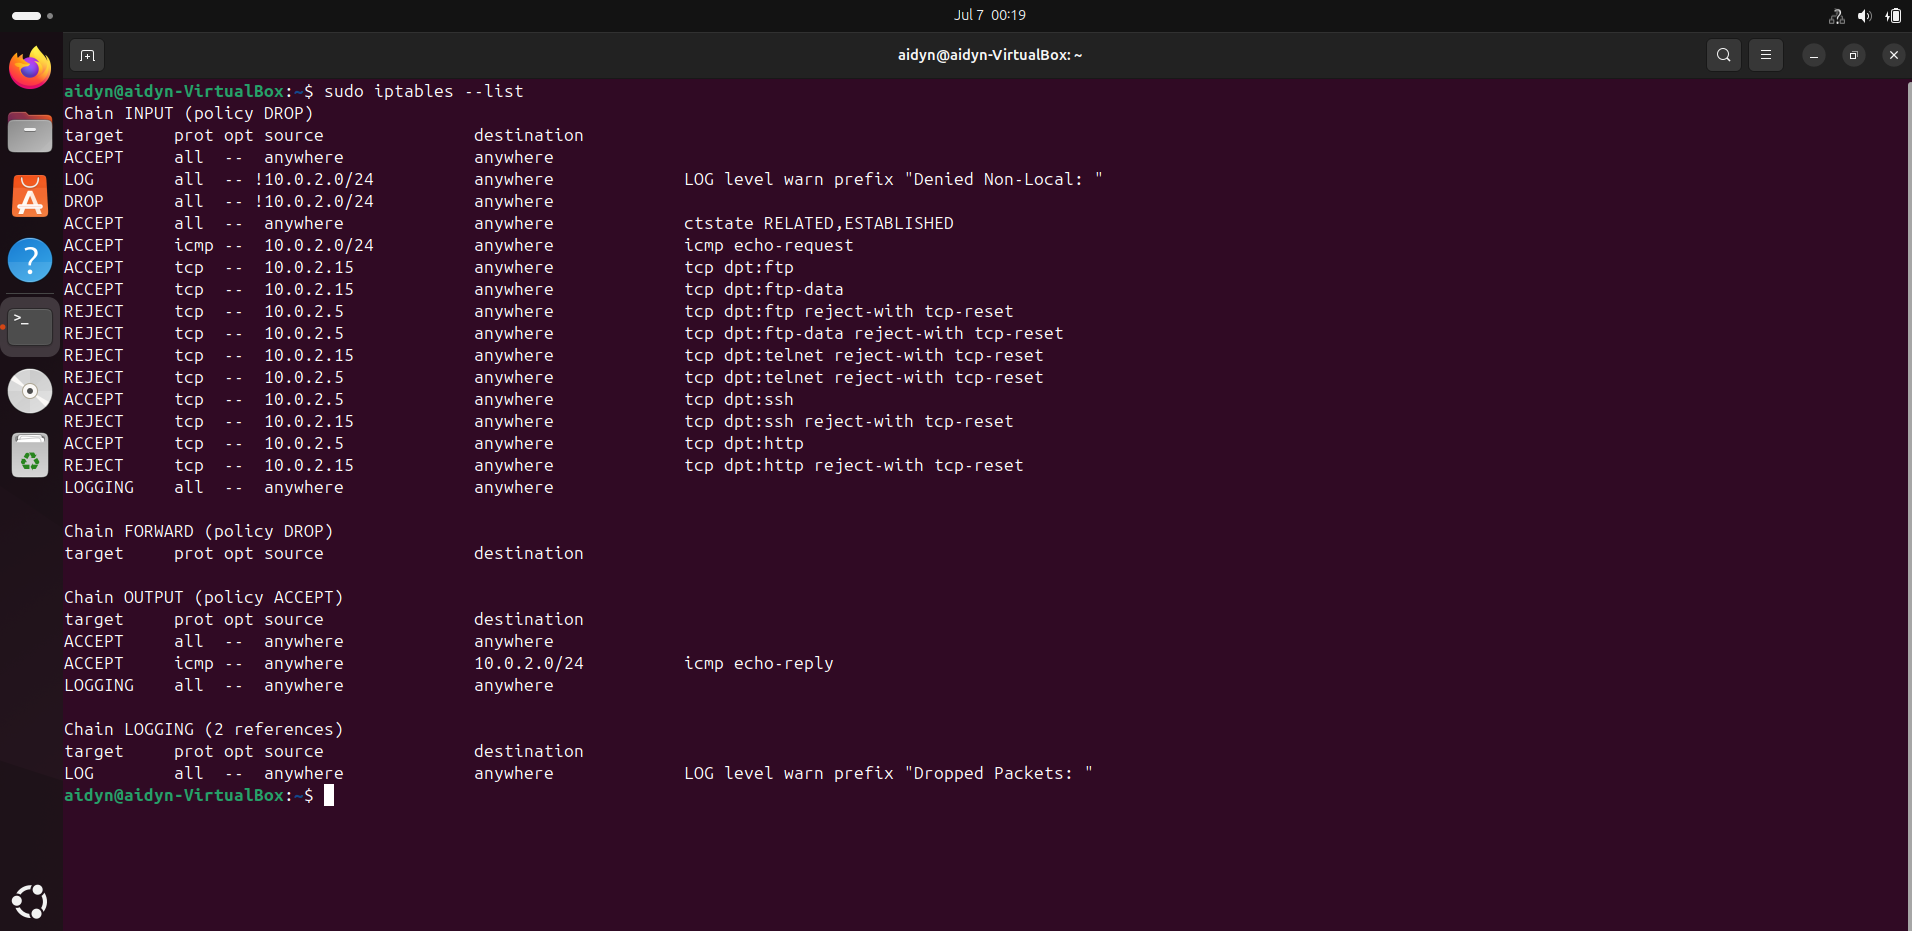 Jul 7 00:19
aidyn@aidyn-VirtualBox: ~
aidyn@aidyn-VirtualBox:~$ sudo iptables --list
Chain INPUT (policy DROP)
target     prot opt source               destination
ACCEPT     all  --  anywhere             anywhere
LOG        all  -- !10.0.2.0/24          anywhere             LOG level warn prefix "Denied Non-Local: "
DROP       all  -- !10.0.2.0/24          anywhere
ACCEPT     all  --  anywhere             anywhere             ctstate RELATED,ESTABLISHED
ACCEPT     icmp --  10.0.2.0/24          anywhere             icmp echo-request
ACCEPT     tcp  --  10.0.2.15            anywhere             tcp dpt:ftp
ACCEPT     tcp  --  10.0.2.15            anywhere             tcp dpt:ftp-data
REJECT     tcp  --  10.0.2.5             anywhere             tcp dpt:ftp reject-with tcp-reset
REJECT     tcp  --  10.0.2.5             anywhere             tcp dpt:ftp-data reject-with tcp-reset
REJECT     tcp  --  10.0.2.15            anywhere             tcp dpt:telnet reject-with tcp-reset
REJECT     tcp  --  10.0.2.5             anywhere             tcp dpt:telnet reject-with tcp-reset
ACCEPT     tcp  --  10.0.2.5             anywhere             tcp dpt:ssh
REJECT     tcp  --  10.0.2.15            anywhere             tcp dpt:ssh reject-with tcp-reset
ACCEPT     tcp  --  10.0.2.5             anywhere             tcp dpt:http
REJECT     tcp  --  10.0.2.15            anywhere             tcp dpt:http reject-with tcp-reset
LOGGING    all  --  anywhere             anywhere

Chain FORWARD (policy DROP)
target     prot opt source               destination

Chain OUTPUT (policy ACCEPT)
target     prot opt source               destination
ACCEPT     all  --  anywhere             anywhere
ACCEPT     icmp --  anywhere             10.0.2.0/24          icmp echo-reply
LOGGING    all  --  anywhere             anywhere

Chain LOGGING (2 references)
target     prot opt source               destination
LOG        all  --  anywhere             anywhere             LOG level warn prefix "Dropped Packets: "
aidyn@aidyn-VirtualBox:~$